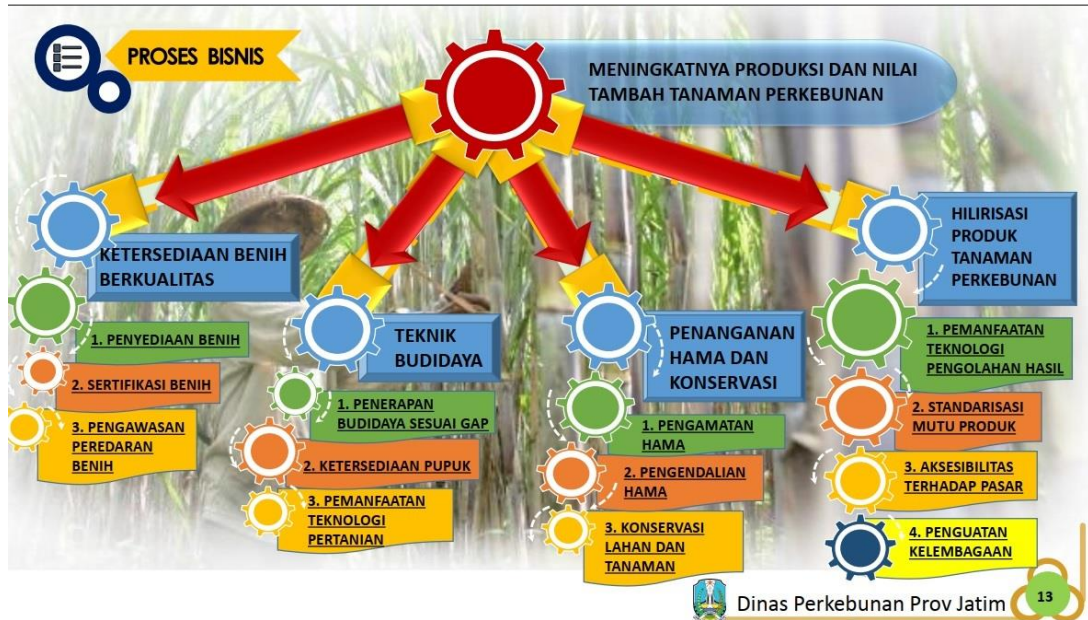 PROSES BISNIS
MENINGKATNYA PRODUKSI DAN NILAI
TAMBAH TANAMAN PERKEBUNAN
KETERSEDIAAN BENIH
BERKUALITAS
1. PENYEDIAAN BENIH
2. SERTIFIKASI BENIH
3. PENGAWASAN
PEREDARAN
BENIH
TEKNIK
BUDIDAYA
1. PENERAPAN
BUDIDAYA SESUAI GAP
2. KETERSEDIAAN PUPUK
3. PEMANFAATAN
TEKNOLOGI
PERTANIAN
PENANGANAN
HAMA DAN
KONSERVASI
1. PENGAMATAN
HAMA
2. PENGENDALIAN
HAMA
3. KONSERVASI
LAHAN DAN
TANAMAN
HILIRISASI
PRODUK
TANAMAN
PERKEBUNAN
1. PEMANFAATAN
TEKNOLOGI
PENGOLAHAN HASIL
2. STANDARISASI
MUTU PRODUK
3. AKSESIBILITAS
TERHADAP PASAR
4. PENGUATAN
KELEMBAGAAN
Dinas Perkebunan Prov Jatim
13